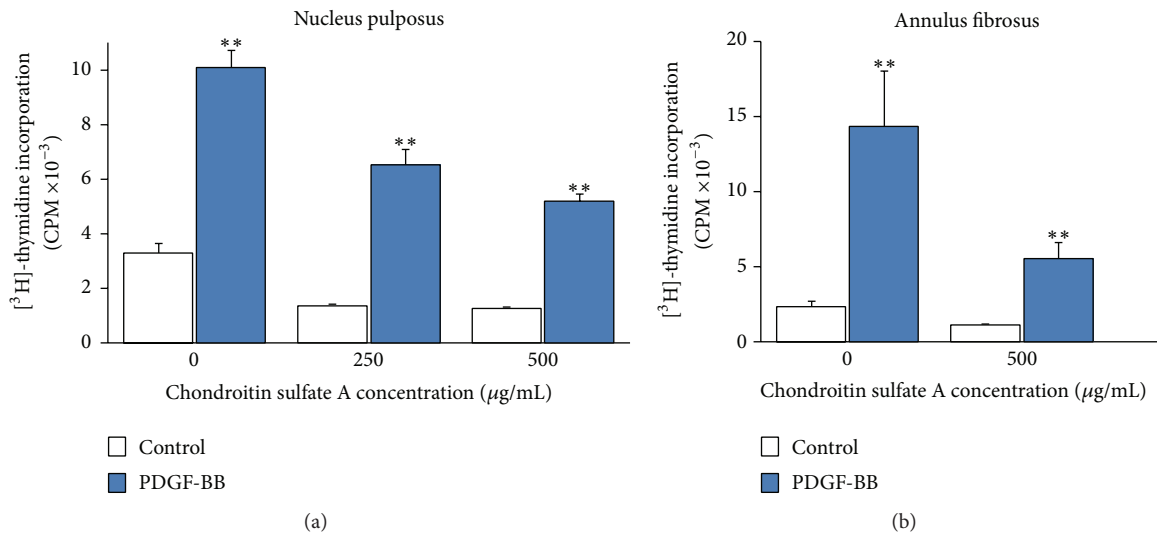 Nucleus pulposus
[³H]-thymidine incorporation
(CPM ×10⁻³)
10
8
6
4
2
0
**
**
**
0 250 500
Chondroitin sulfate A concentration (μg/mL)
Control
PDGF-BB
(a)
Annulus fibrosus
[³H]-thymidine incorporation
(CPM ×10⁻³)
20
15
10
5
0
**
**
0 500
Chondroitin sulfate A concentration (μg/mL)
Control
PDGF-BB
(b)